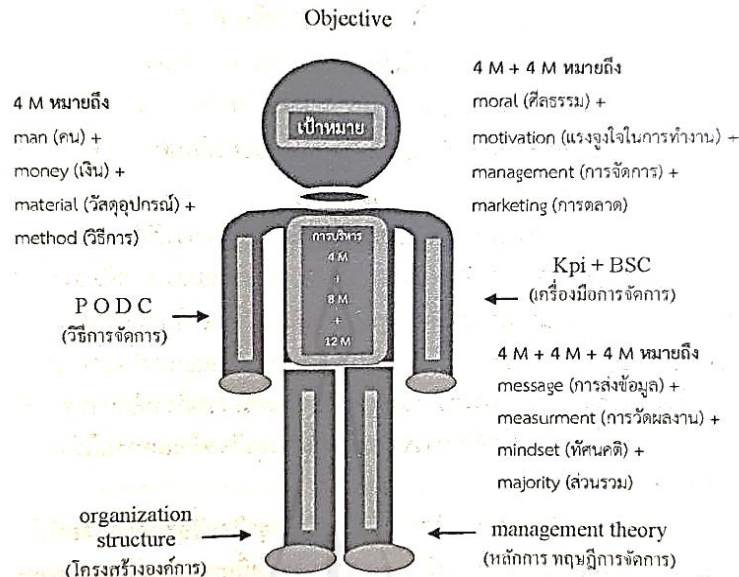 Objective
4 M หมายถึง
man (คน) +
money (เงิน) +
material (วัสดุอุปกรณ์) +
method (วิธีการ)
เป้าหมาย
4 M + 4 M หมายถึง
moral (ศีลธรรม) +
motivation (แรงจูงใจในการทำงาน) +
management (การจัดการ) +
marketing (การตลาด)
การบริหาร
4 M
+
8 M
+
12 M
P O D C
(วิธีการจัดการ)
Kpi + BSC
(เครื่องมือการจัดการ)
4 M + 4 M + 4 M หมายถึง
message (การส่งข้อมูล) +
measurment (การวัดผลงาน) +
mindset (ทัศนคติ) +
majority (ส่วนรวม)
organization
structure
(โครงสร้างองค์การ)
management theory
(หลักการ ทฤษฎีการจัดการ)